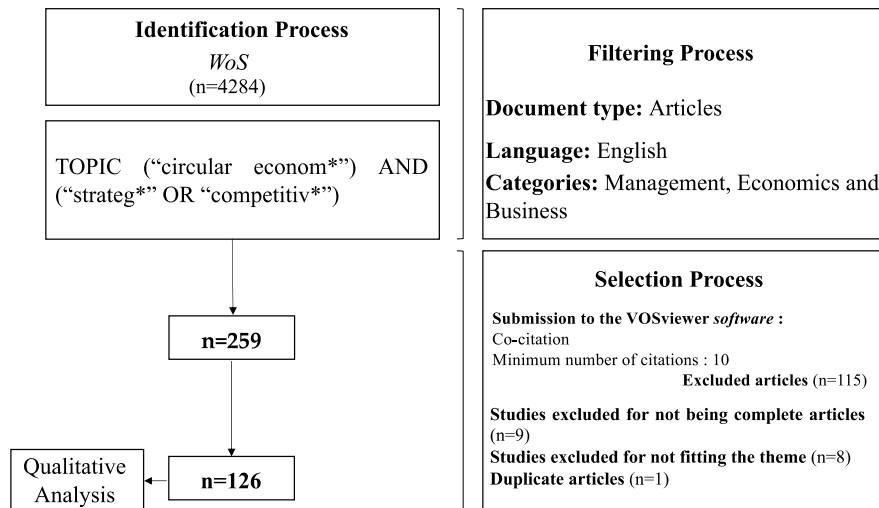 Identification Process
WoS
(n=4284)
TOPIC (“circular econom*”) AND
(“strateg*” OR “competitiv*”)
n=259
n=126
Qualitative
Analysis
Filtering Process
Document type: Articles
Language: English
Categories: Management, Economics and
Business
Selection Process
Submission to the VOSviewer software :
Co-citation
Minimum number of citations : 10
Excluded articles (n=115)
Studies excluded for not being complete articles
(n=9)
Studies excluded for not fitting the theme (n=8)
Duplicate articles (n=1)